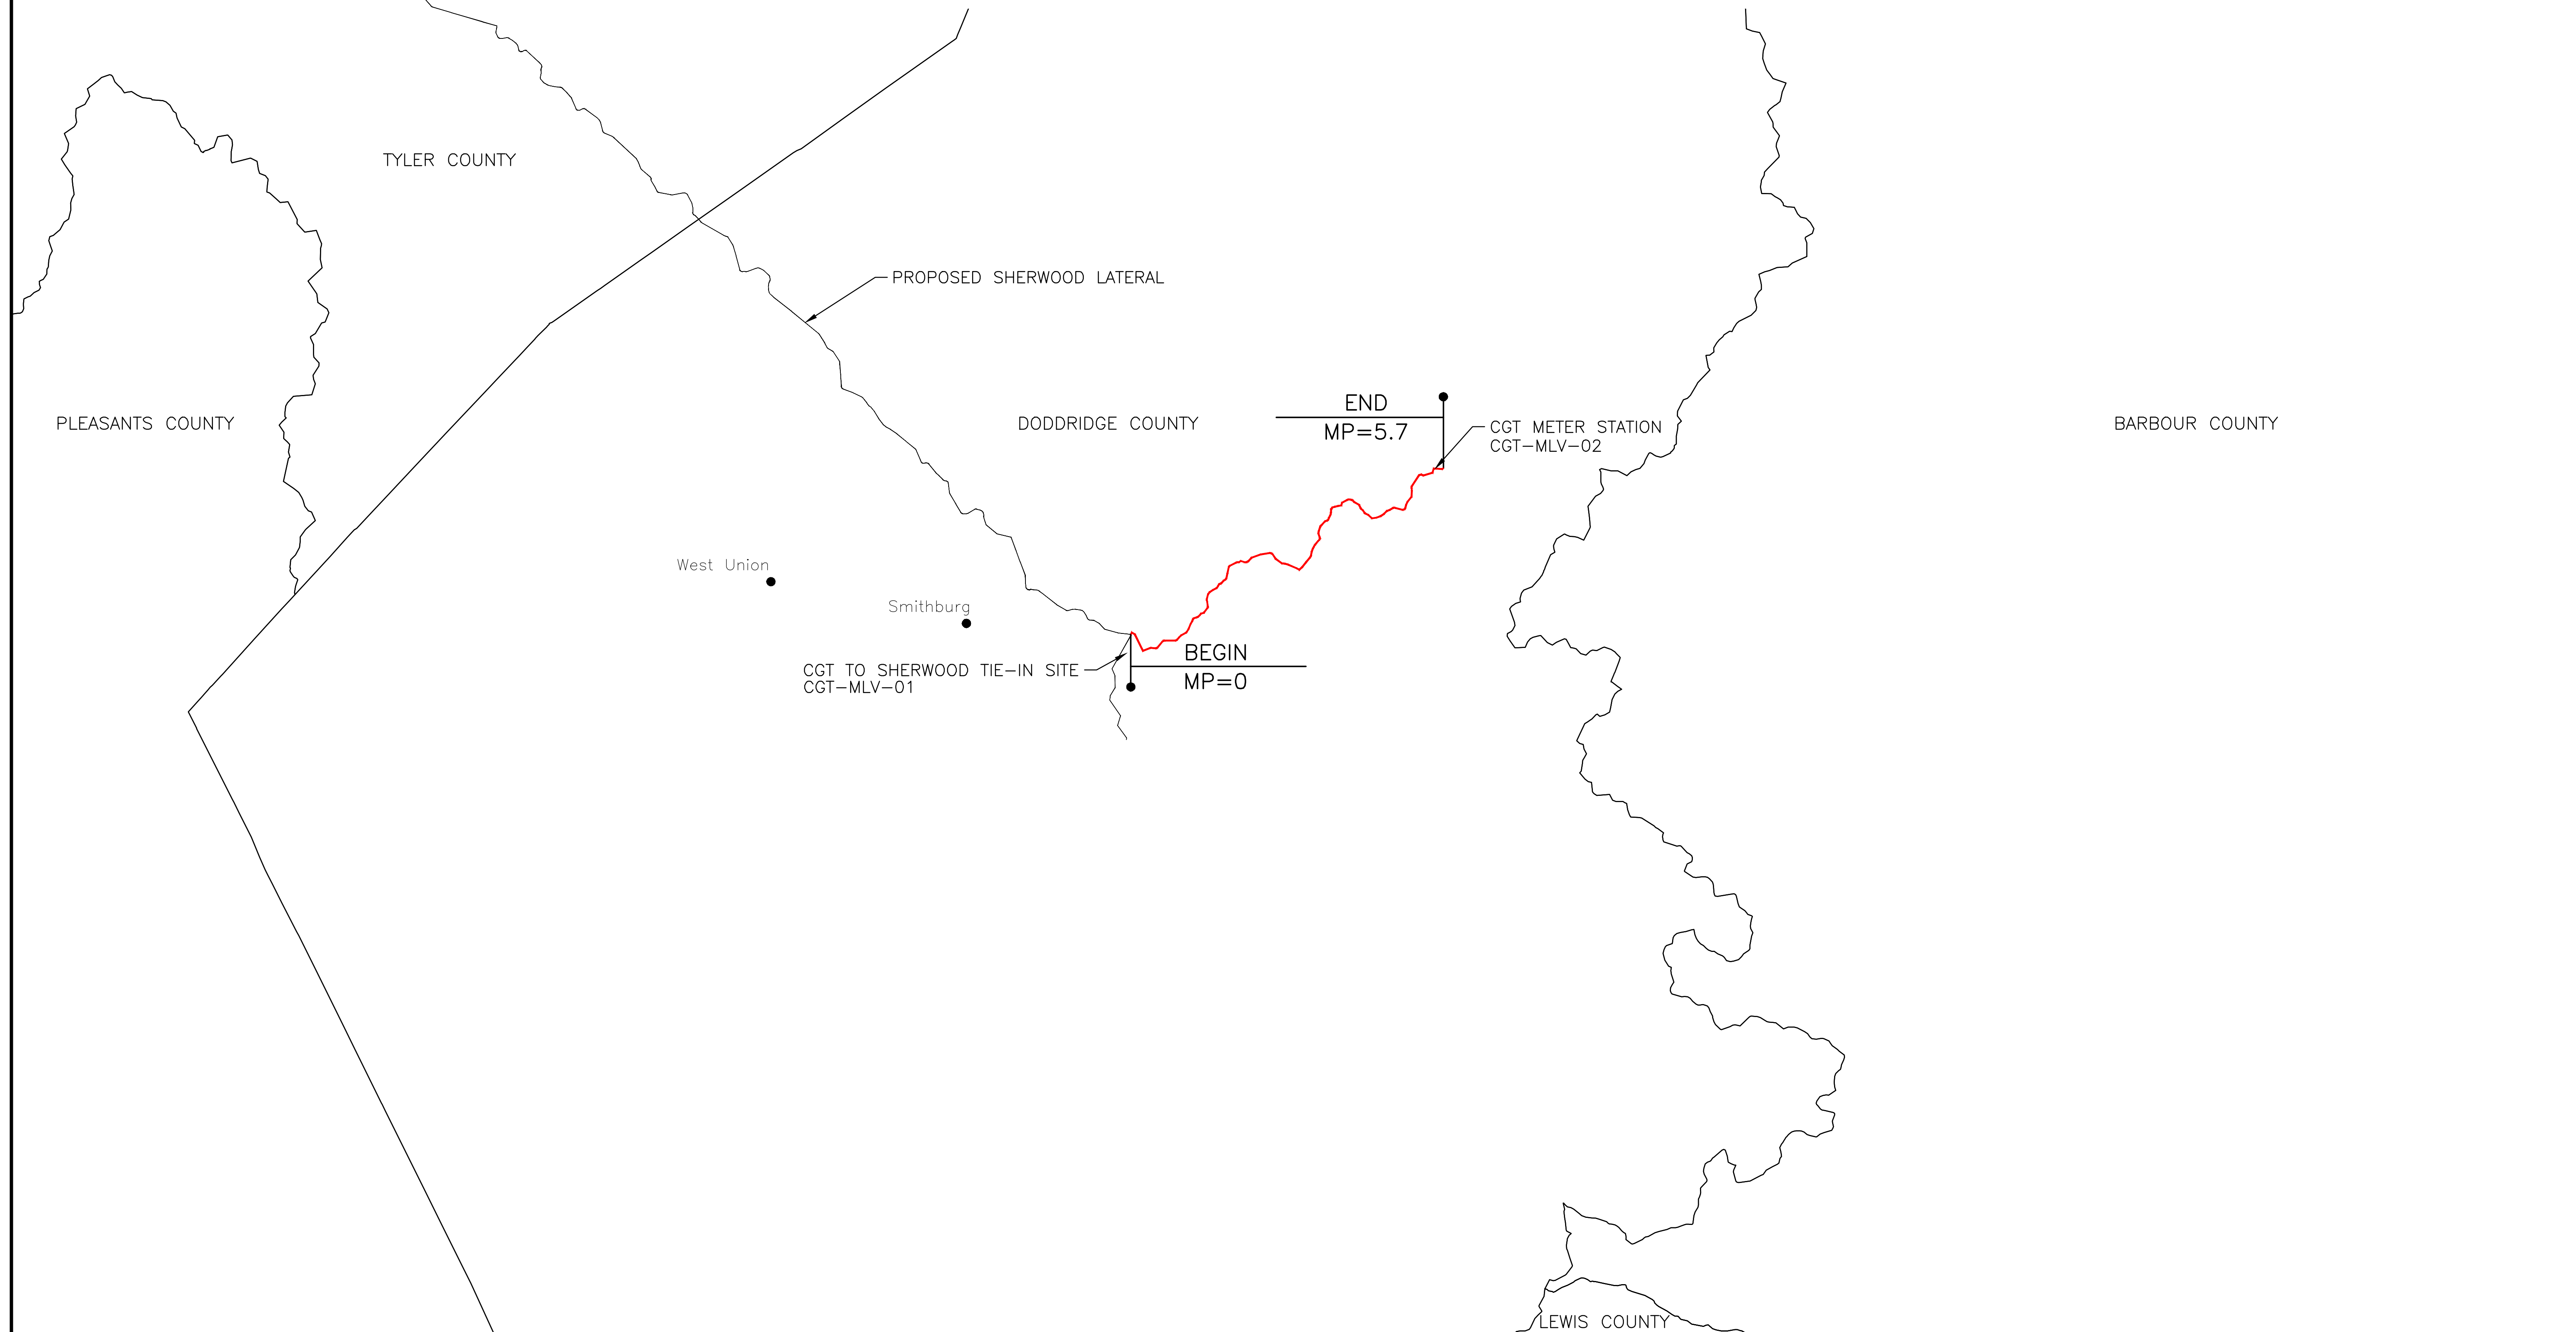 TYLER COUNTY
PROPOSED SHERWOOD LATERAL
PLEASANTS COUNTY
DODDRIDGE COUNTY
END
MP=5.7
CGT METER STATION
CGT-MLV-02
BARBOUR COUNTY
West Union
Smithburg
CGT TO SHERWOOD TIE-IN SITE
CGT-MLV-01
BEGIN
MP=0
LEWIS COUNTY